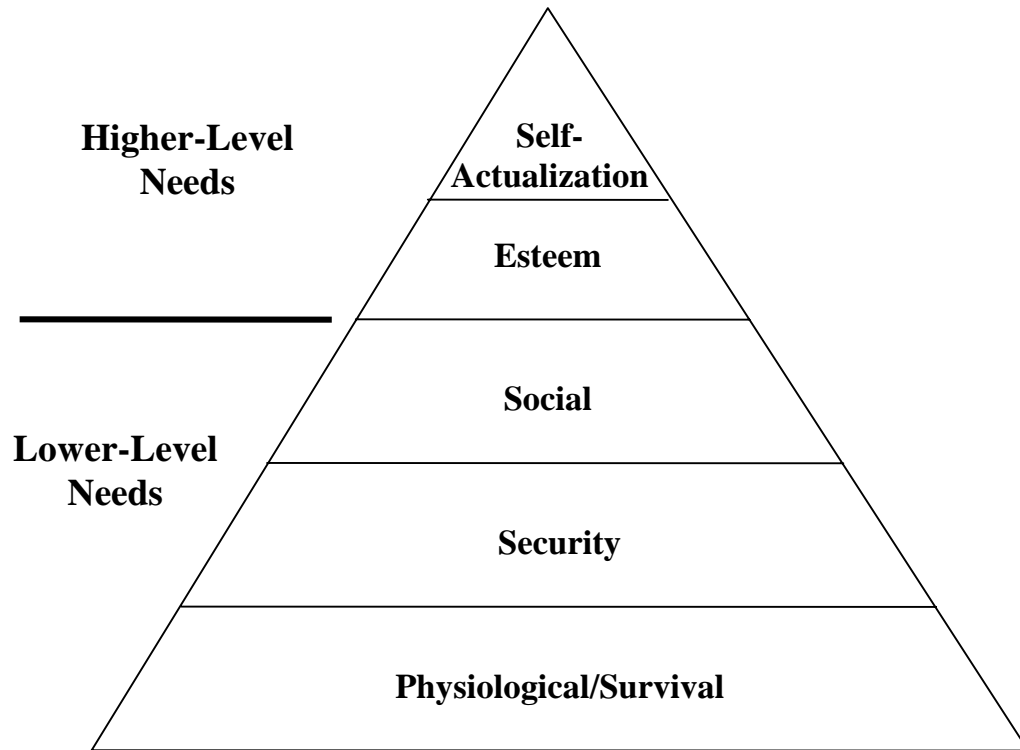 Higher-Level
Needs
Self-
Actualization
Esteem
Social
Lower-Level
Needs
Security
Physiological/Survival